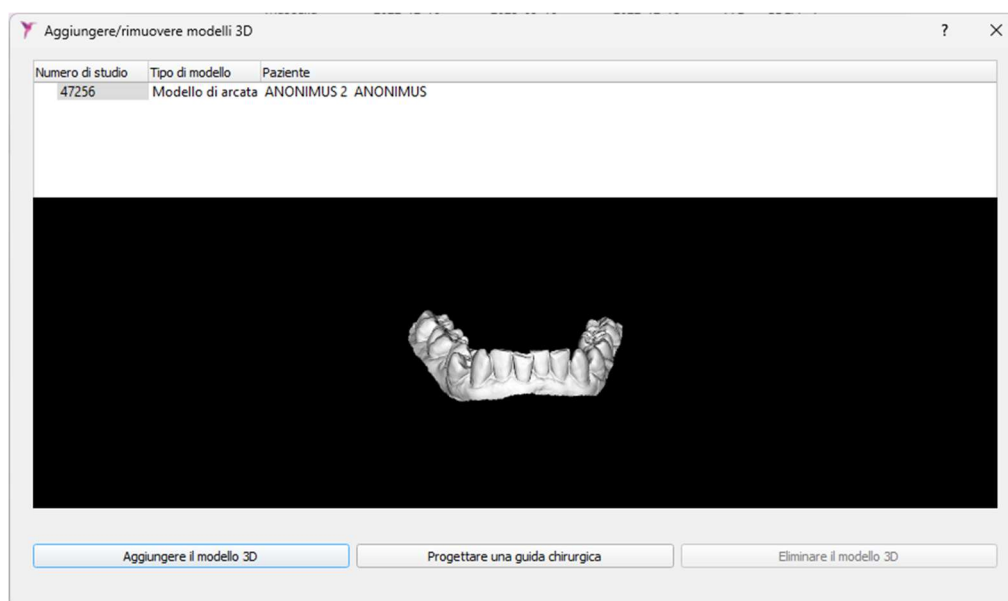 Aggiungere/rimuovere modelli 3D ?
Numero di studio Tipo di modello Paziente
47256 Modello di arcata ANONIMUS 2 ANONIMUS
Aggiungere il modello 3D Progettare una guida chirurgica Eliminare il modello 3D